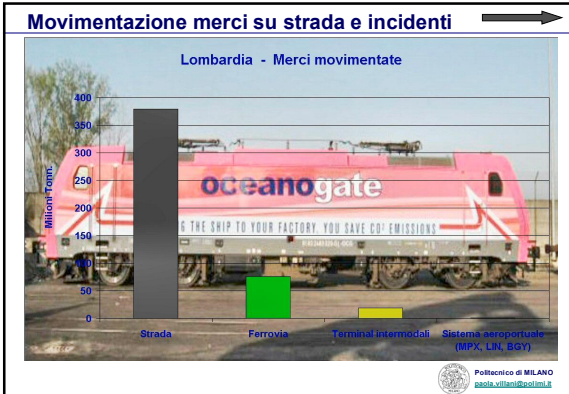 Movimentazione merci su strada e incidenti
Lombardia - Merci movimentate
Milioni Tonn.
400
350
300
250
200
150
100
50
0
oceanogate
G THE SHIP TO YOUR FACTORY. YOU SAVE CO² EMISSIONS
Strada
Ferrovia
Terminal intermodali
Sistema aeroportuale
(MPX, LIN, BGY)
Politecnico di MILANO
paola.villani@polimi.it